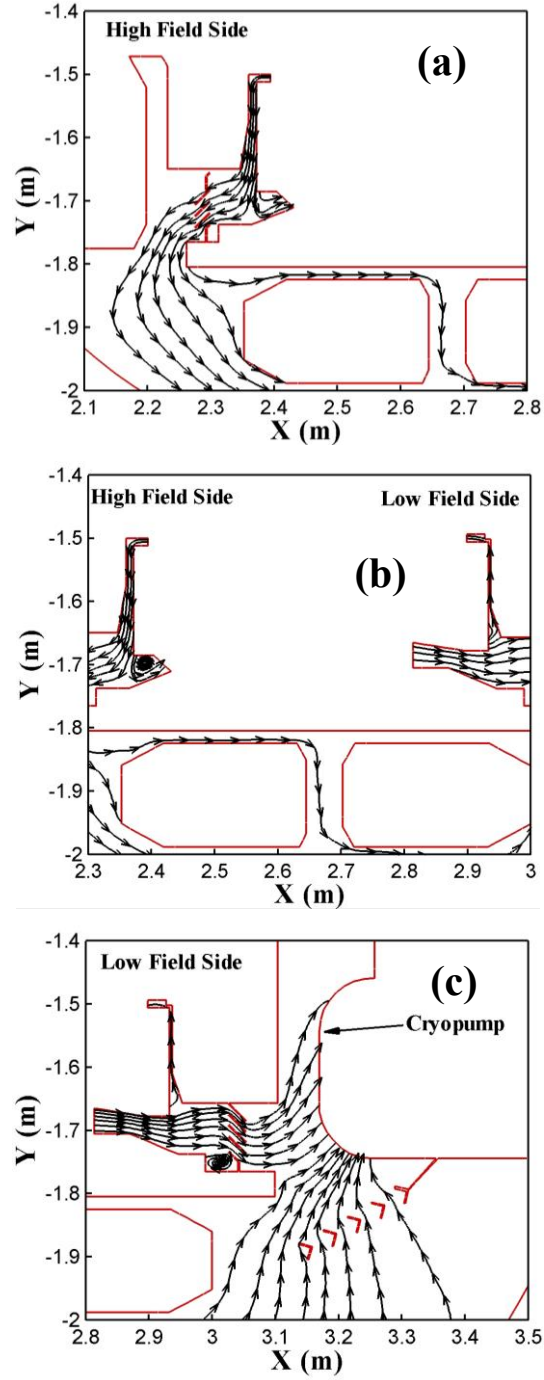 -1.4
High Field Side
(a)
-1.5
-1.6
Y (m)
-1.7
-1.8
-1.9
-2
2.1 2.2 2.3 2.4 2.5 2.6 2.7 2.8
X (m)
-1.4
High Field Side Low Field Side
-1.5
(b)
-1.6
Y (m)
-1.7
-1.8
-1.9
-2
2.3 2.4 2.5 2.6 2.7 2.8 2.9 3
X (m)
-1.4
Low Field Side (c)
-1.5
Cryopump
-1.6
Y (m)
-1.7
-1.8
-1.9
-2
2.8 2.9 3 3.1 3.2 3.3 3.4 3.5
X (m)